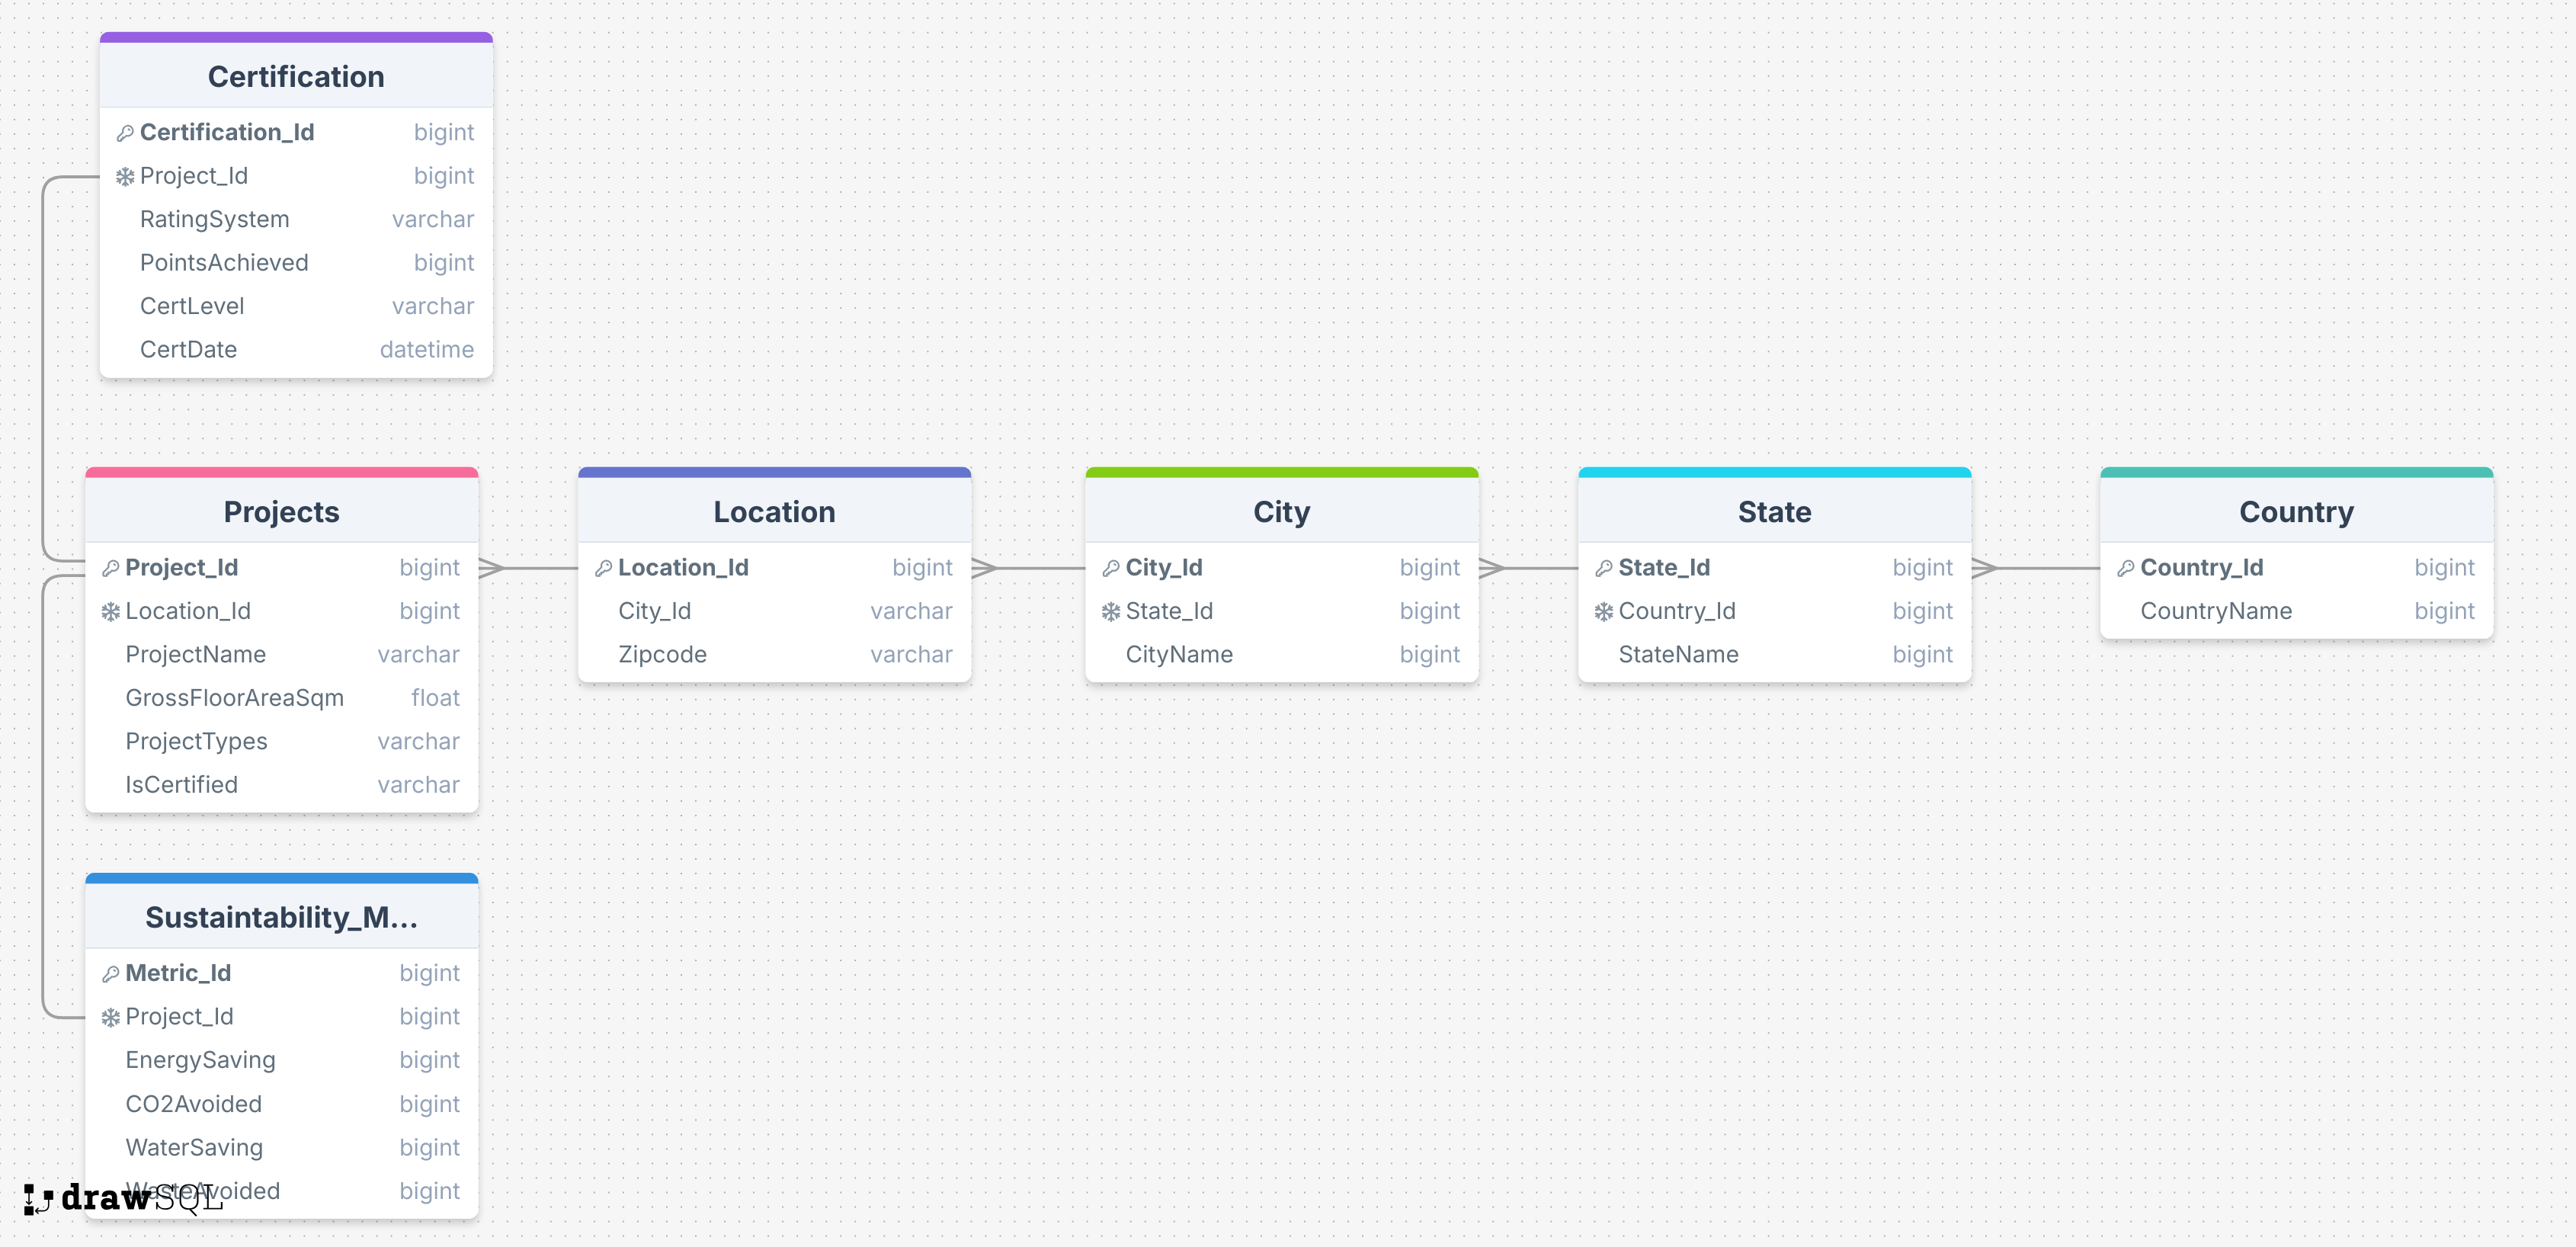 Certification
Certification_Id bigint
Project_Id bigint
RatingSystem varchar
PointsAchieved bigint
CertLevel varchar
CertDate datetime
Projects
Project_Id bigint
Location_Id bigint
ProjectName varchar
GrossFloorAreaSqm float
ProjectTypes varchar
IsCertified varchar
Location
Location_Id bigint
City_Id varchar
Zipcode varchar
City
City_Id bigint
State_Id bigint
CityName bigint
State
State_Id bigint
Country_Id bigint
StateName bigint
Country
Country_Id bigint
CountryName bigint
Sustaintability_M...
Metric_Id bigint
Project_Id bigint
EnergySaving bigint
CO2Avoided bigint
WaterSaving bigint
WasteAvoided bigint
drawSQL